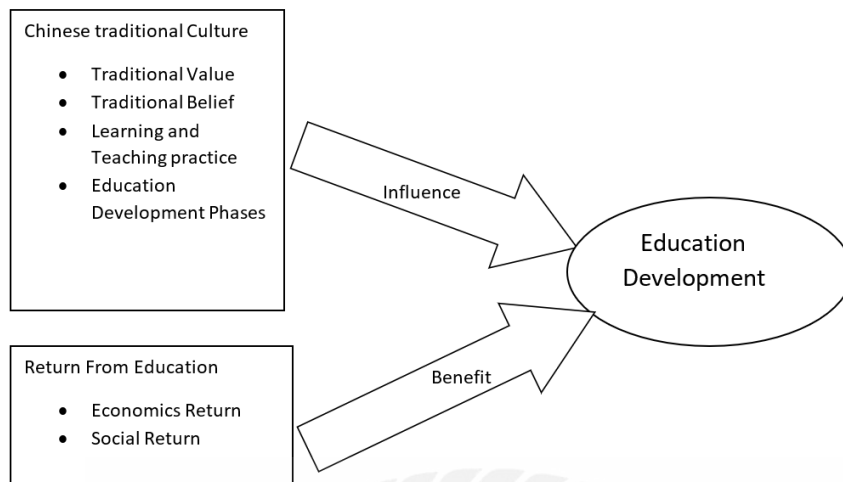 Chinese traditional Culture
• Traditional Value
• Traditional Belief
• Learning and
Teaching practice
• Education
Development Phases
Influence
Education
Development
Return From Education
• Economics Return
• Social Return
Benefit